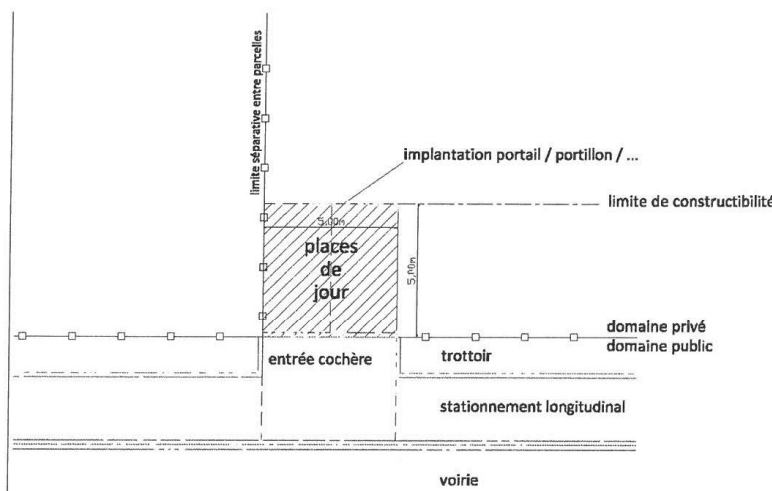 limite séparative entre parcelles
implantation portail / portillon / ...
limite de constructibilité
5.00m
places
de
jour
5.00m
domaine privé
domaine public
entrée cochère
trottoir
stationnement longitudinal
voirie